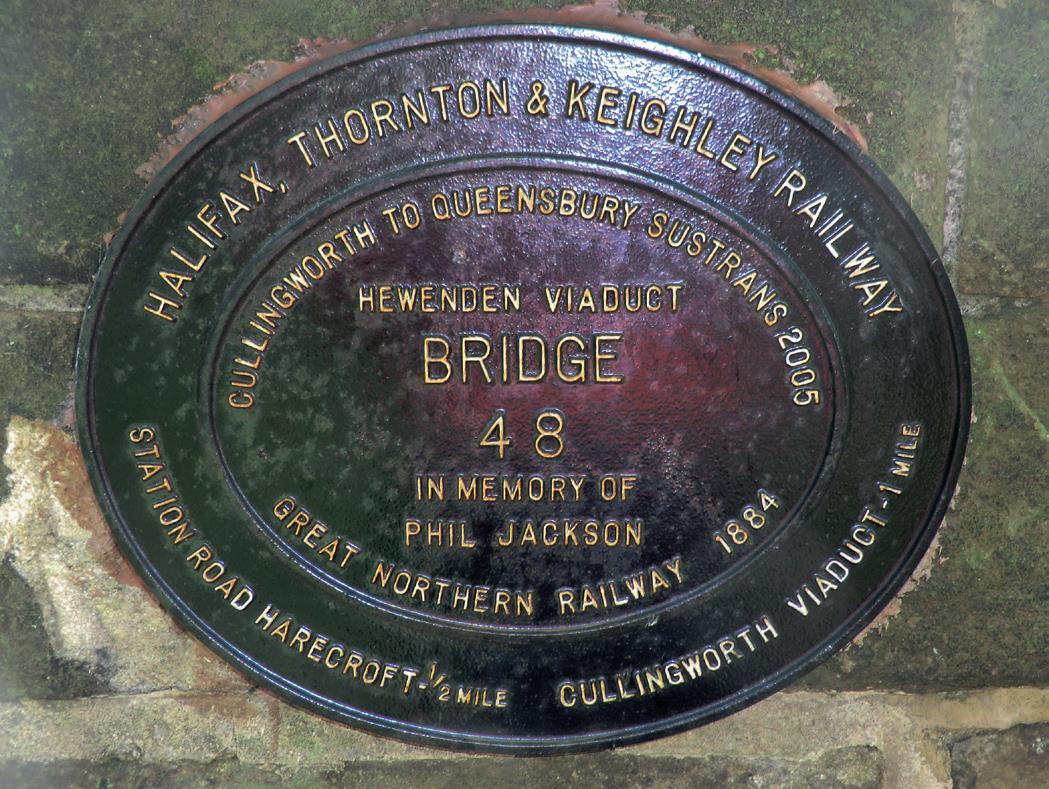 HALIFAX, THORNTON & KEIGHLEY RAILWAY
CULLINGWORTH TO QUEENSBURY SUSTRANS 2005
HEWENDEN VIADUCT
BRIDGE
48
IN MEMORY OF
PHIL JACKSON
GREAT NORTHERN RAILWAY 1884
STATION ROAD HARECROFT-1/2 MILE
CULLINGWORTH VIADUCT-1 MILE